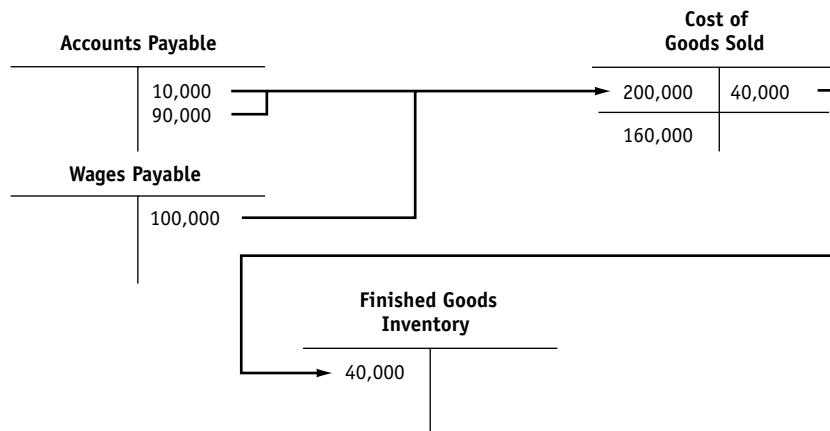 Accounts Payable
10,000
90,000
Wages Payable
100,000
Cost of
Goods Sold
200,000 40,000
160,000
Finished Goods
Inventory
40,000